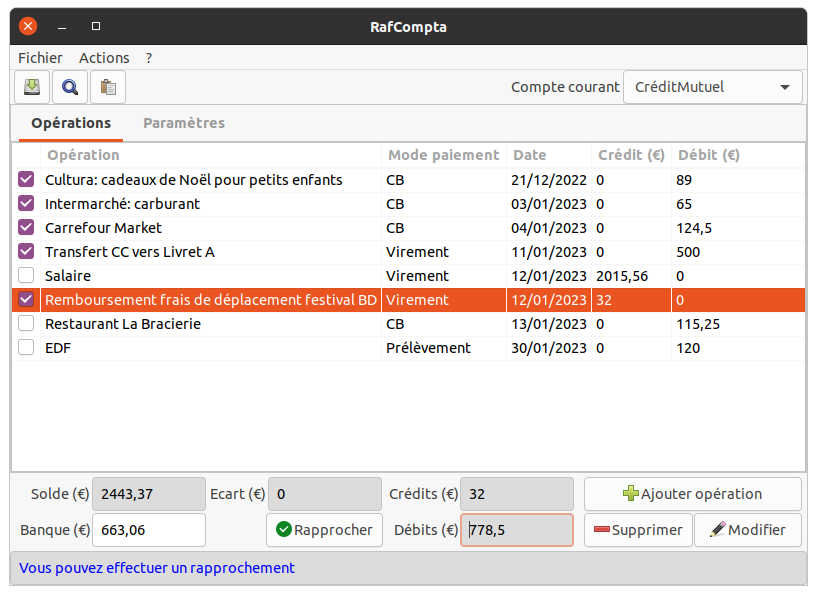 RafCompta
Fichier Actions ?
Compte courant CréditMutuel
Opérations Paramètres
Opération Mode paiement Date Crédit (€) Débit (€)
Cultura: cadeaux de Noël pour petits enfants CB 21/12/2022 0 89
Intermarché: carburant CB 03/01/2023 0 65
Carrefour Market CB 04/01/2023 0 124,5
Transfert CC vers Livret A Virement 11/01/2023 0 500
Salaire Virement 12/01/2023 2015,56 0
Remboursement frais de déplacement festival BD Virement 12/01/2023 32 0
Restaurant La Bracierie CB 13/01/2023 0 115,25
EDF Prélèvement 30/01/2023 0 120
Solde (€) 2443,37 Ecart (€) 0 Crédits (€) 32 Ajouter opération
Banque (€) 663,06 Rapprocher Débits (€) 778,5 Supprimer Modifier
Vous pouvez effectuer un rapprochement